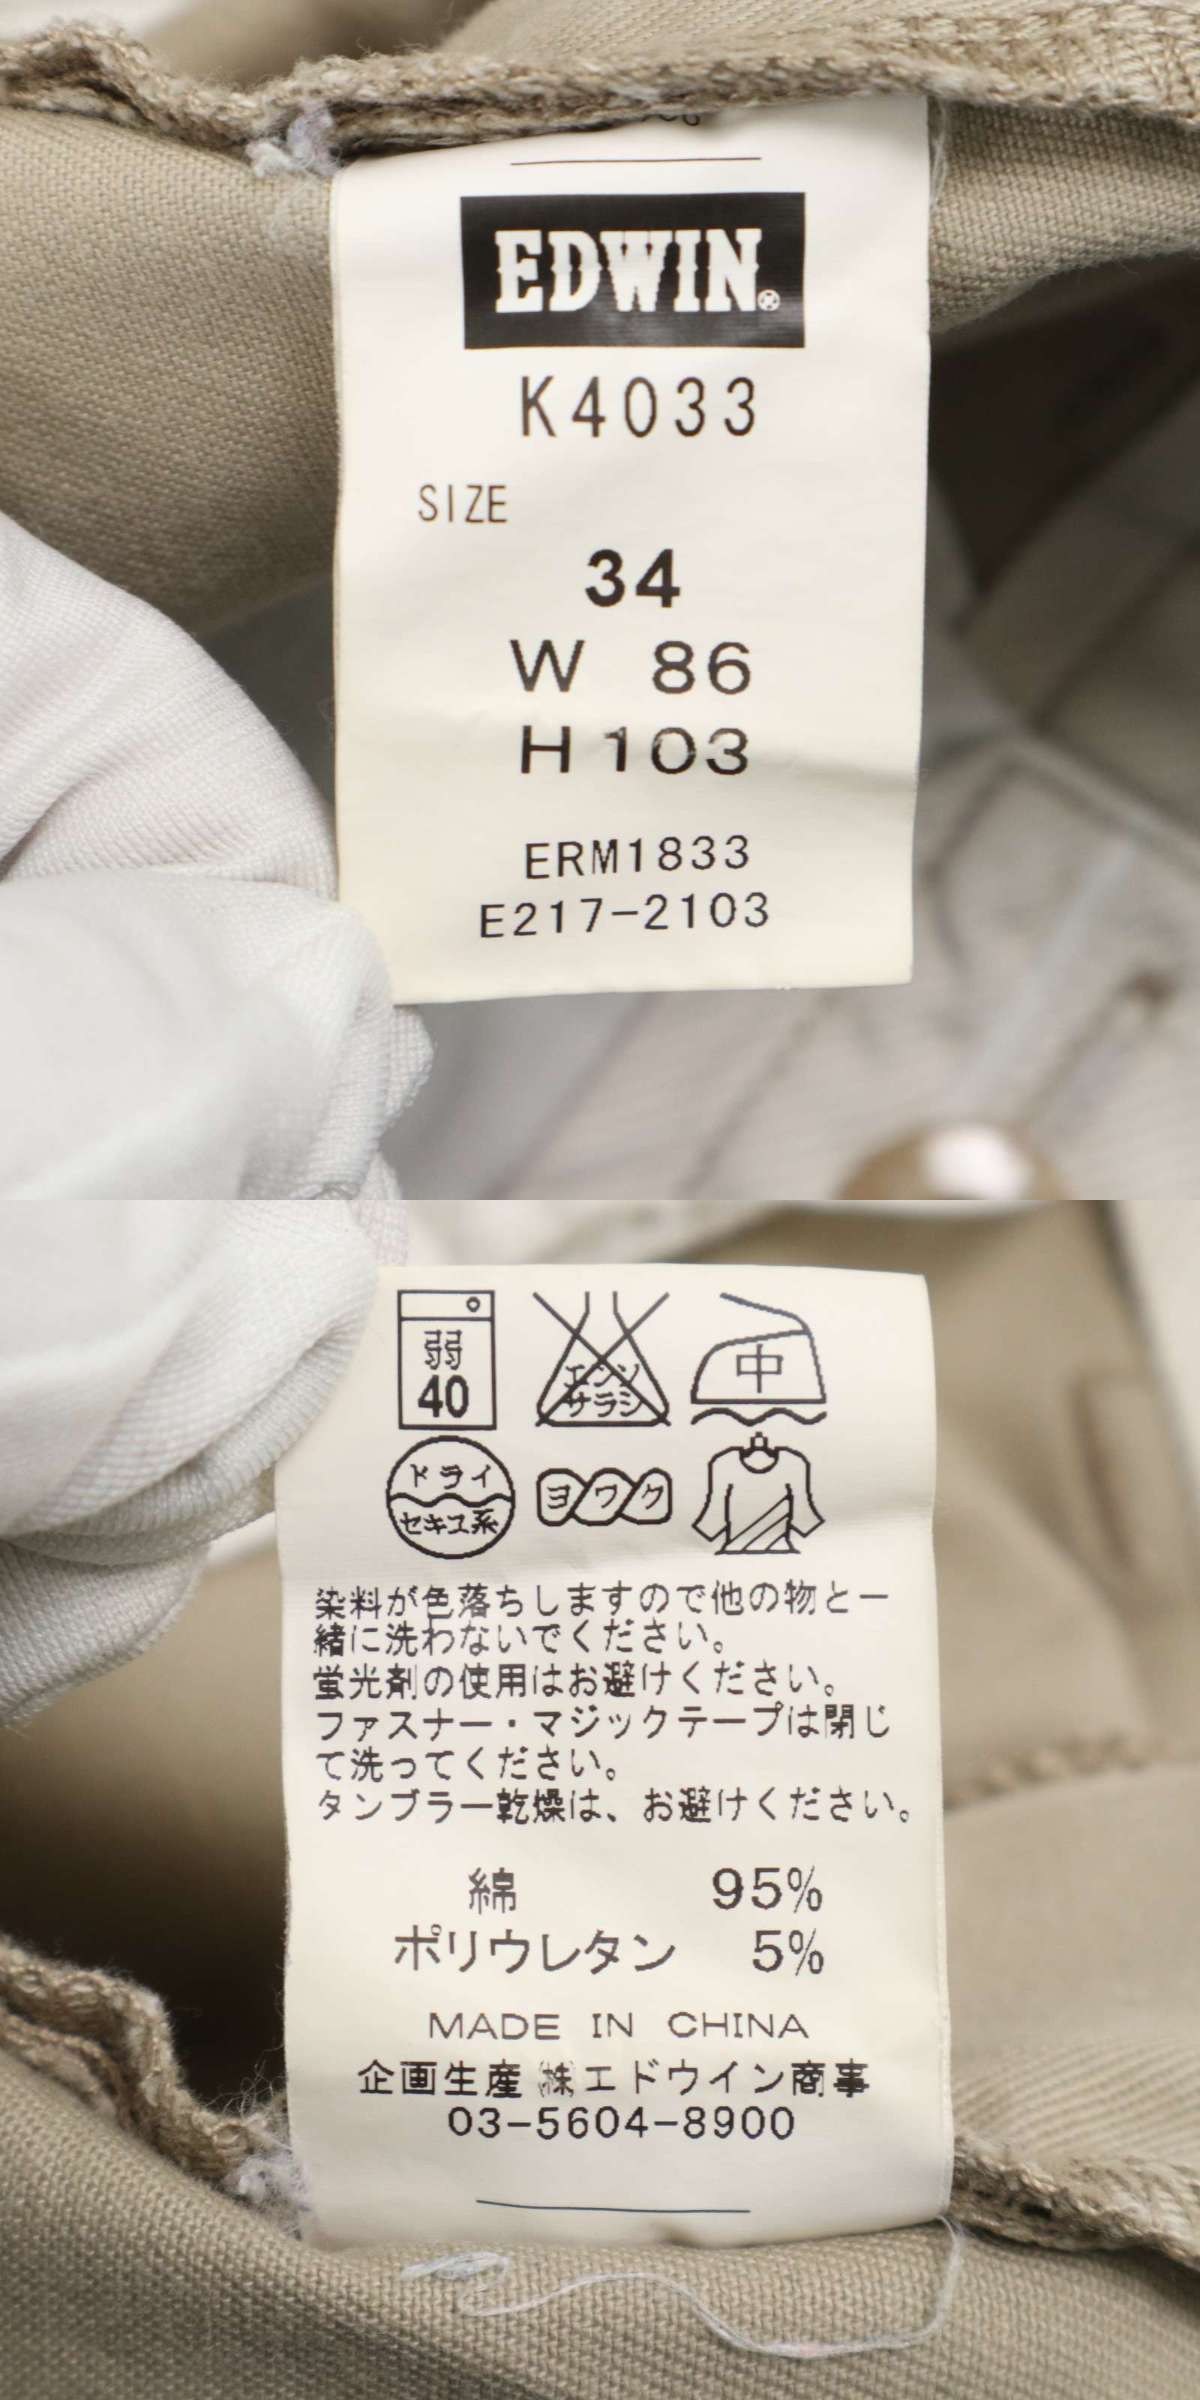 EDWIN®
K4033
SIZE
34
W 86
H 103
ERM1833
E217-2103
弱
40
エンソ
サラシ
中
ドライ
セキユ系
ヨワク
染料が色落ちしますので他の物と一
緒に洗わないでください。
蛍光剤の使用はお避けください。
ファスナー・マジックテープは閉じ
て洗ってください。
タンブラー乾燥は、お避けください。
綿 95%
ポリウレタン 5%
MADE IN CHINA
企画生産 ㈱エドウイン商事
03-5604-8900